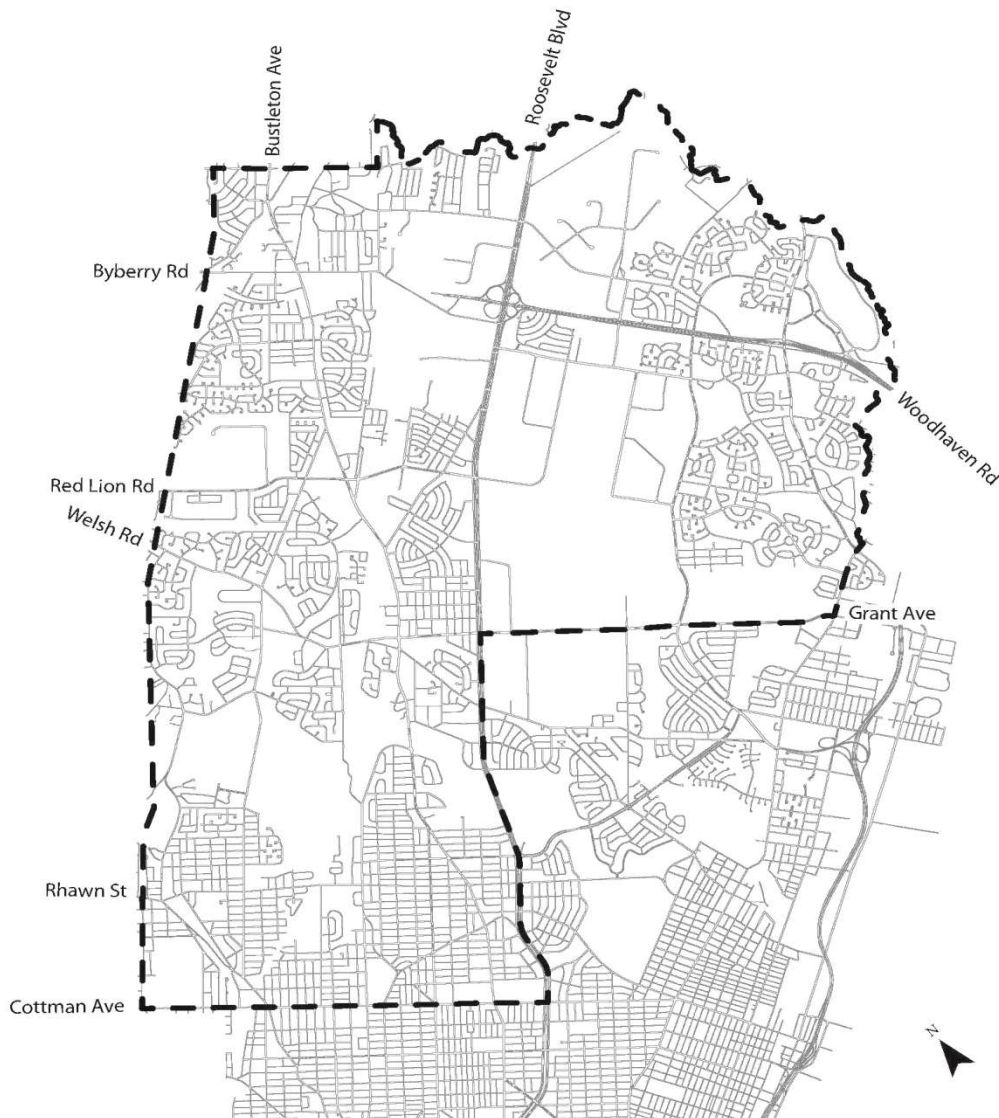 Bustleton Ave
Roosevelt Blvd
Byberry Rd
Woodhaven Rd
Red Lion Rd
Welsh Rd
Grant Ave
Rhawn St
Cottman Ave
N